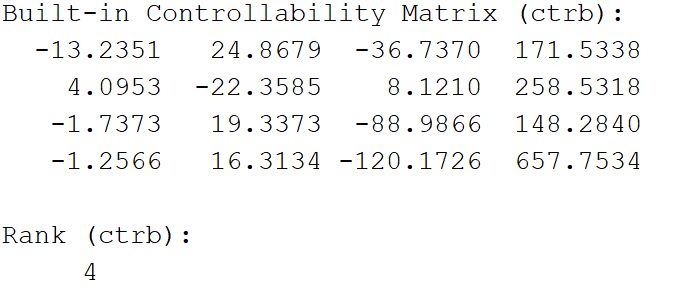 Built-in Controllability Matrix (ctrb):
-13.2351 24.8679 -36.7370 171.5338
4.0953 -22.3585 8.1210 258.5318
-1.7373 19.3373 -88.9866 148.2840
-1.2566 16.3134 -120.1726 657.7534
Rank (ctrb):
4